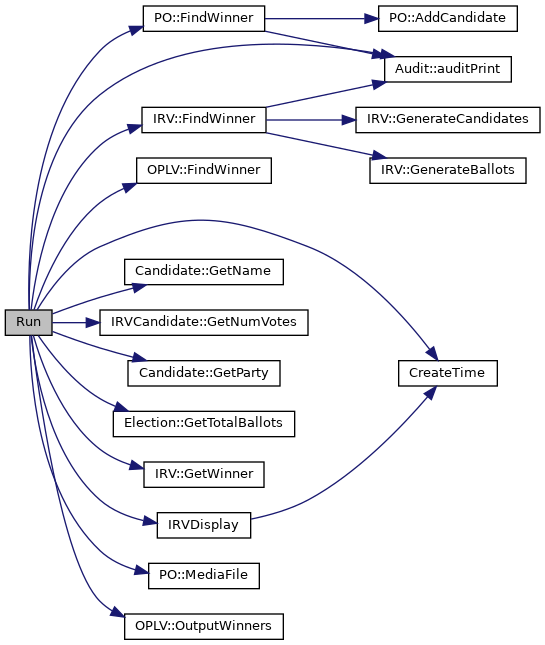 PO::FindWinner
PO::AddCandidate
Audit::auditPrint
IRV::FindWinner
IRV::GenerateCandidates
OPLV::FindWinner
IRV::GenerateBallots
Candidate::GetName
Run
IRVCandidate::GetNumVotes
Candidate::GetParty
CreateTime
Election::GetTotalBallots
IRV::GetWinner
IRVDisplay
PO::MediaFile
OPLV::OutputWinners